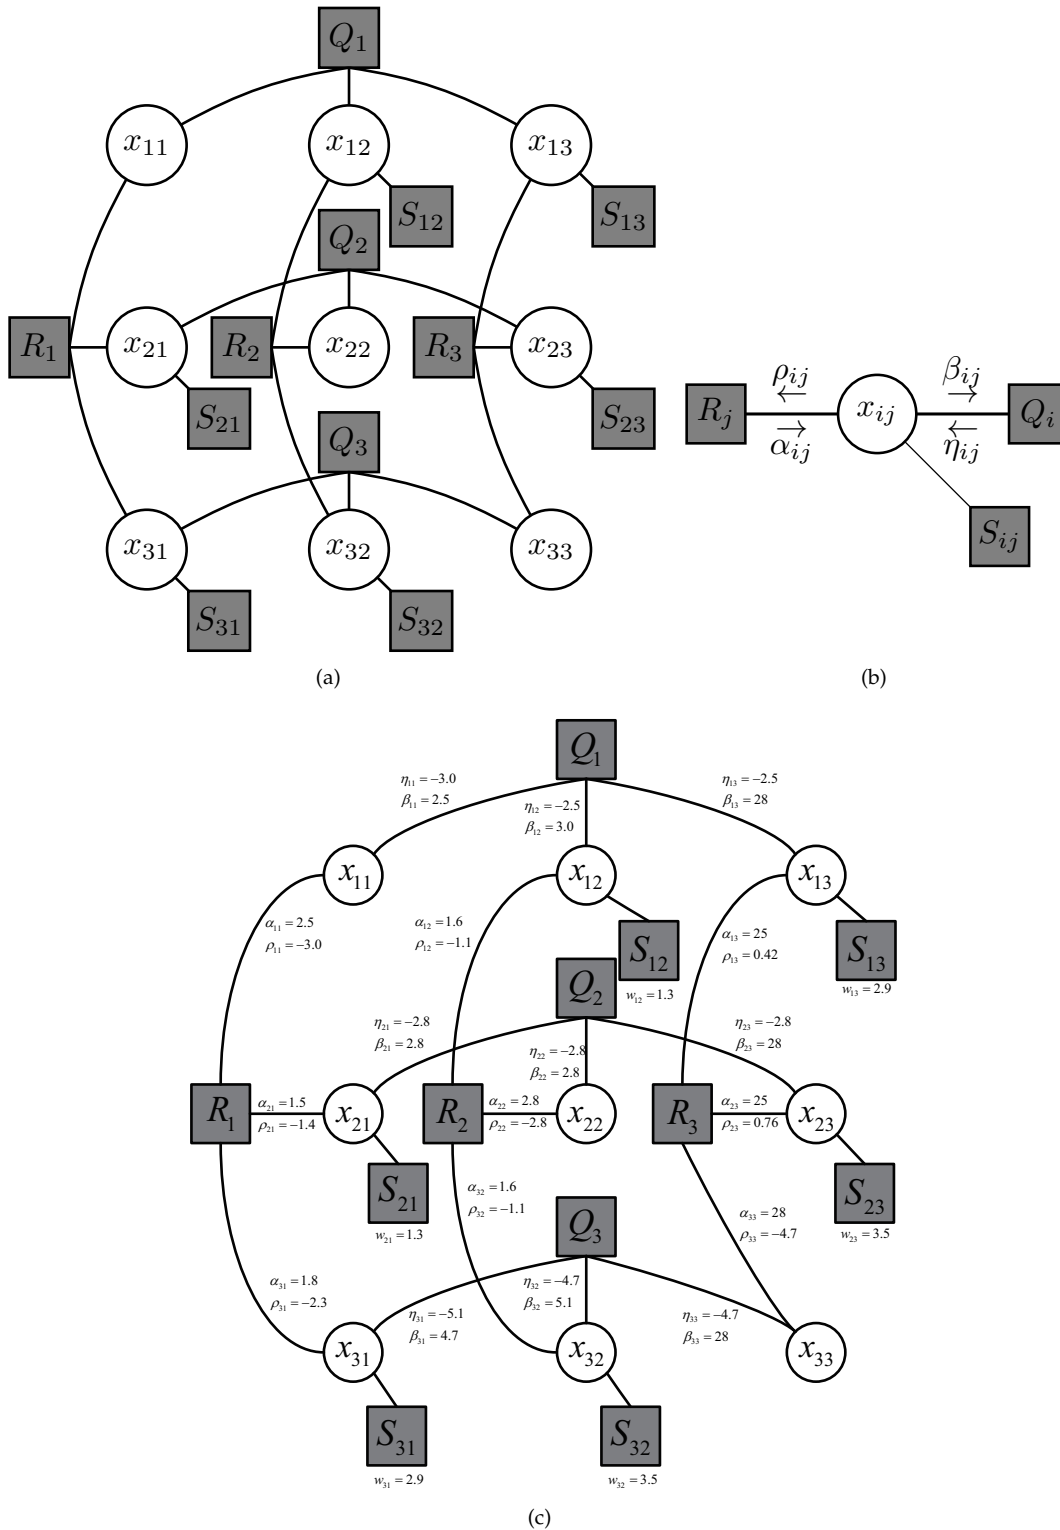 Q₁
x₁₁ x₁₂ x₁₃
S₁₂ S₁₃
Q₂
R₁ x₂₁ R₂ x₂₂ R₃ x₂₃
S₂₁ S₂₃
Q₃
x₃₁ x₃₂ x₃₃
S₃₁ S₃₂
(a)
ρᵢⱼ βᵢⱼ
← →
Rⱼ xᵢⱼ Qᵢ
→ ←
αᵢⱼ ηᵢⱼ
Sᵢⱼ
(b)
Q₁
η₁₁ = −3.0
β₁₁ = 2.5
η₁₂ = −2.5
β₁₂ = 3.0
η₁₃ = −2.5
β₁₃ = 28
x₁₁ x₁₂ x₁₃
α₁₁ = 2.5
ρ₁₁ = −3.0
α₁₂ = 1.6
ρ₁₂ = −1.1
S₁₂
w₁₂ = 1.3
α₁₃ = 25
ρ₁₃ = 0.42
S₁₃
w₁₃ = 2.9
Q₂
η₂₁ = −2.8
β₂₁ = 2.8
η₂₂ = −2.8
β₂₂ = 2.8
η₂₃ = −2.8
β₂₃ = 28
R₁
α₂₁ = 1.5
ρ₂₁ = −1.4
x₂₁
R₂
α₂₂ = 2.8
ρ₂₂ = −2.8
x₂₂
R₃
α₂₃ = 25
ρ₂₃ = 0.76
x₂₃
S₂₁
w₂₁ = 1.3
α₃₂ = 1.6
ρ₃₂ = −1.1
S₂₃
w₂₃ = 3.5
Q₃
α₃₃ = 28
ρ₃₃ = −4.7
α₃₁ = 1.8
ρ₃₁ = −2.3
η₃₁ = −5.1
β₃₁ = 4.7
η₃₂ = −4.7
β₃₂ = 5.1
η₃₃ = −4.7
β₃₃ = 28
x₃₁ x₃₂ x₃₃
S₃₁ S₃₂
w₃₁ = 2.9 w₃₂ = 3.5
(c)